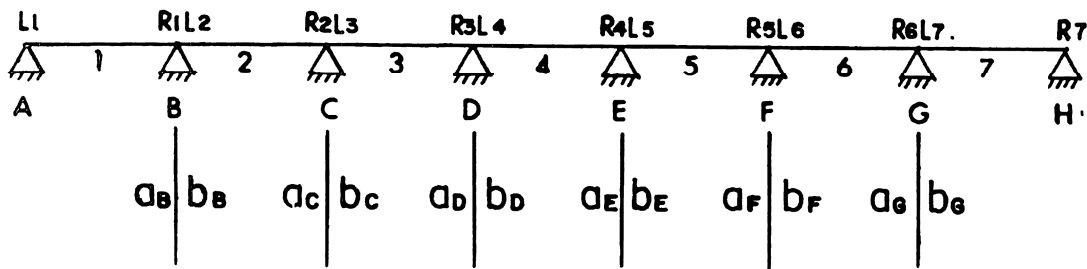 L1 R1L2 R2L3 R3L4 R4L5 R5L6 R6L7. R7
1 2 3 4 5 6 7
A B C D E F G H.
aB bB aC bC aD bD aE bE aF bF aG bG